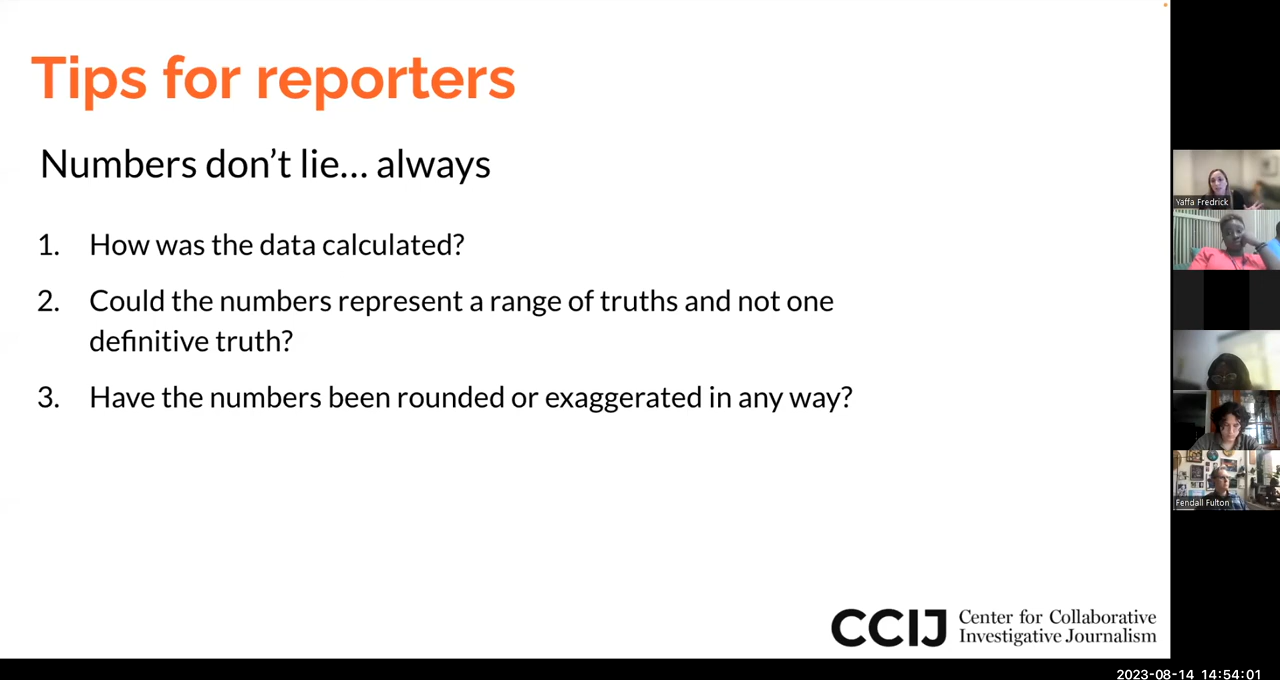 Tips for reporters
Numbers don’t lie... always
1. How was the data calculated?
2. Could the numbers represent a range of truths and not one
definitive truth?
3. Have the numbers been rounded or exaggerated in any way?
CCIJ
Center for Collaborative
Investigative Journalism
Yaffa Fredrick
Fendall Fulton
2023-08-14 14:54:01